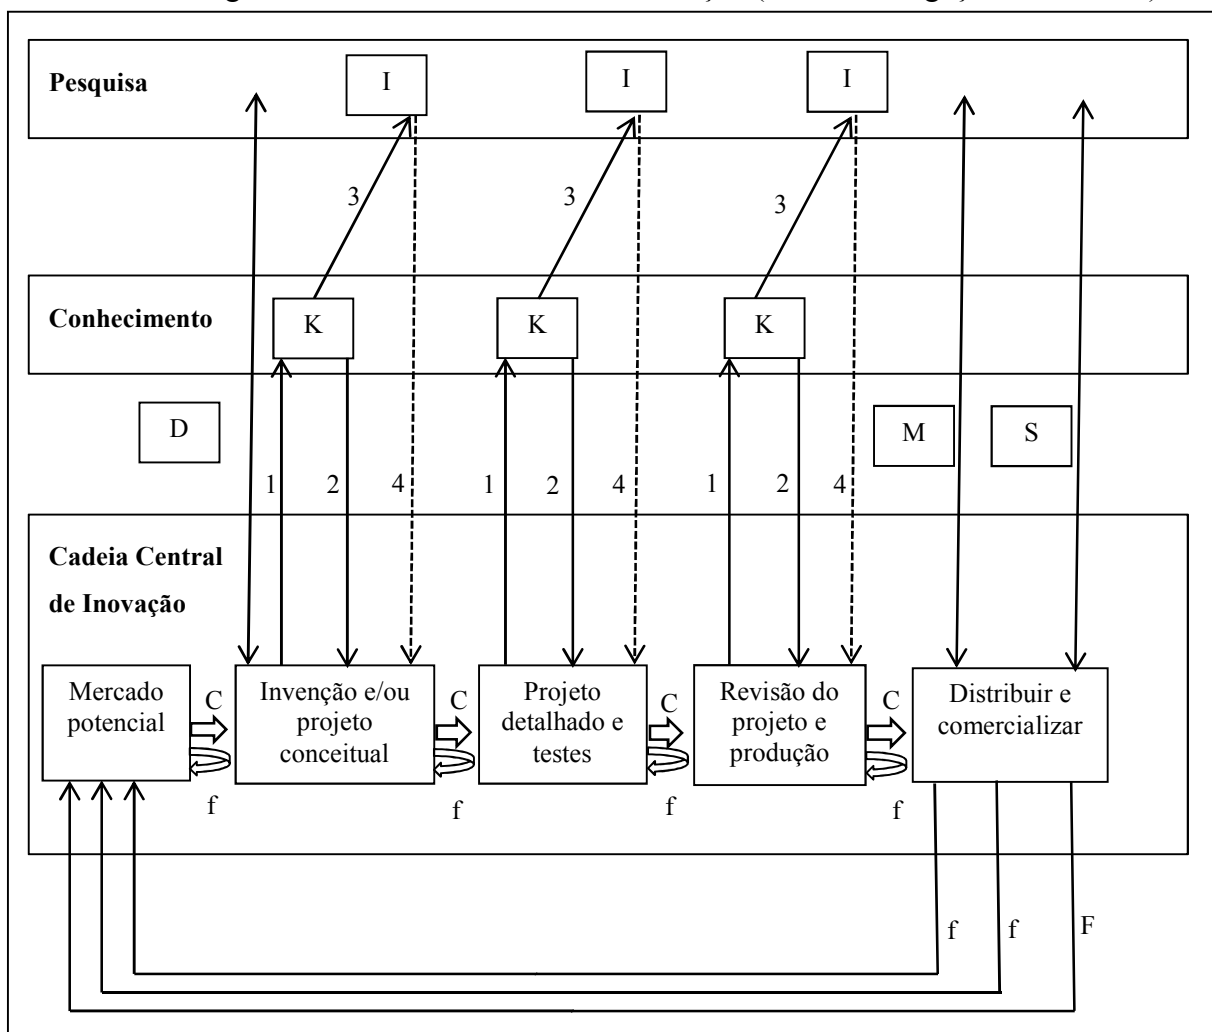 Pesquisa
I
I
I
3
3
3
Conhecimento
K
K
K
D
M
S
1
2
4
1
2
4
1
2
4
Cadeia Central
de Inovação
Mercado
potencial
C
f
Invenção e/ou
projeto
conceitual
C
f
Projeto
detalhado e
testes
C
f
Revisão do
projeto e
produção
C
f
Distribuir e
comercializar
f
f
F